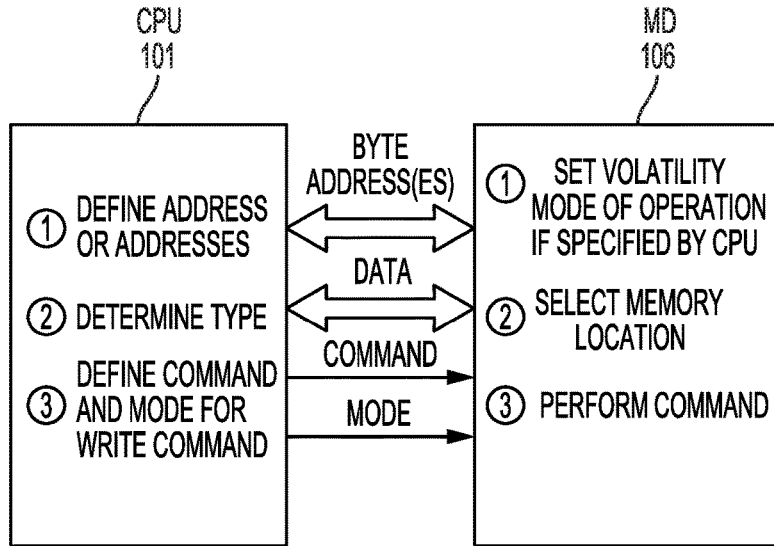 CPU
101
MD
106
① DEFINE ADDRESS
OR ADDRESSES
② DETERMINE TYPE
③ DEFINE COMMAND
AND MODE FOR
WRITE COMMAND
BYTE
ADDRESS(ES)
DATA
COMMAND
MODE
① SET VOLATILITY
MODE OF OPERATION
IF SPECIFIED BY CPU
② SELECT MEMORY
LOCATION
③ PERFORM COMMAND